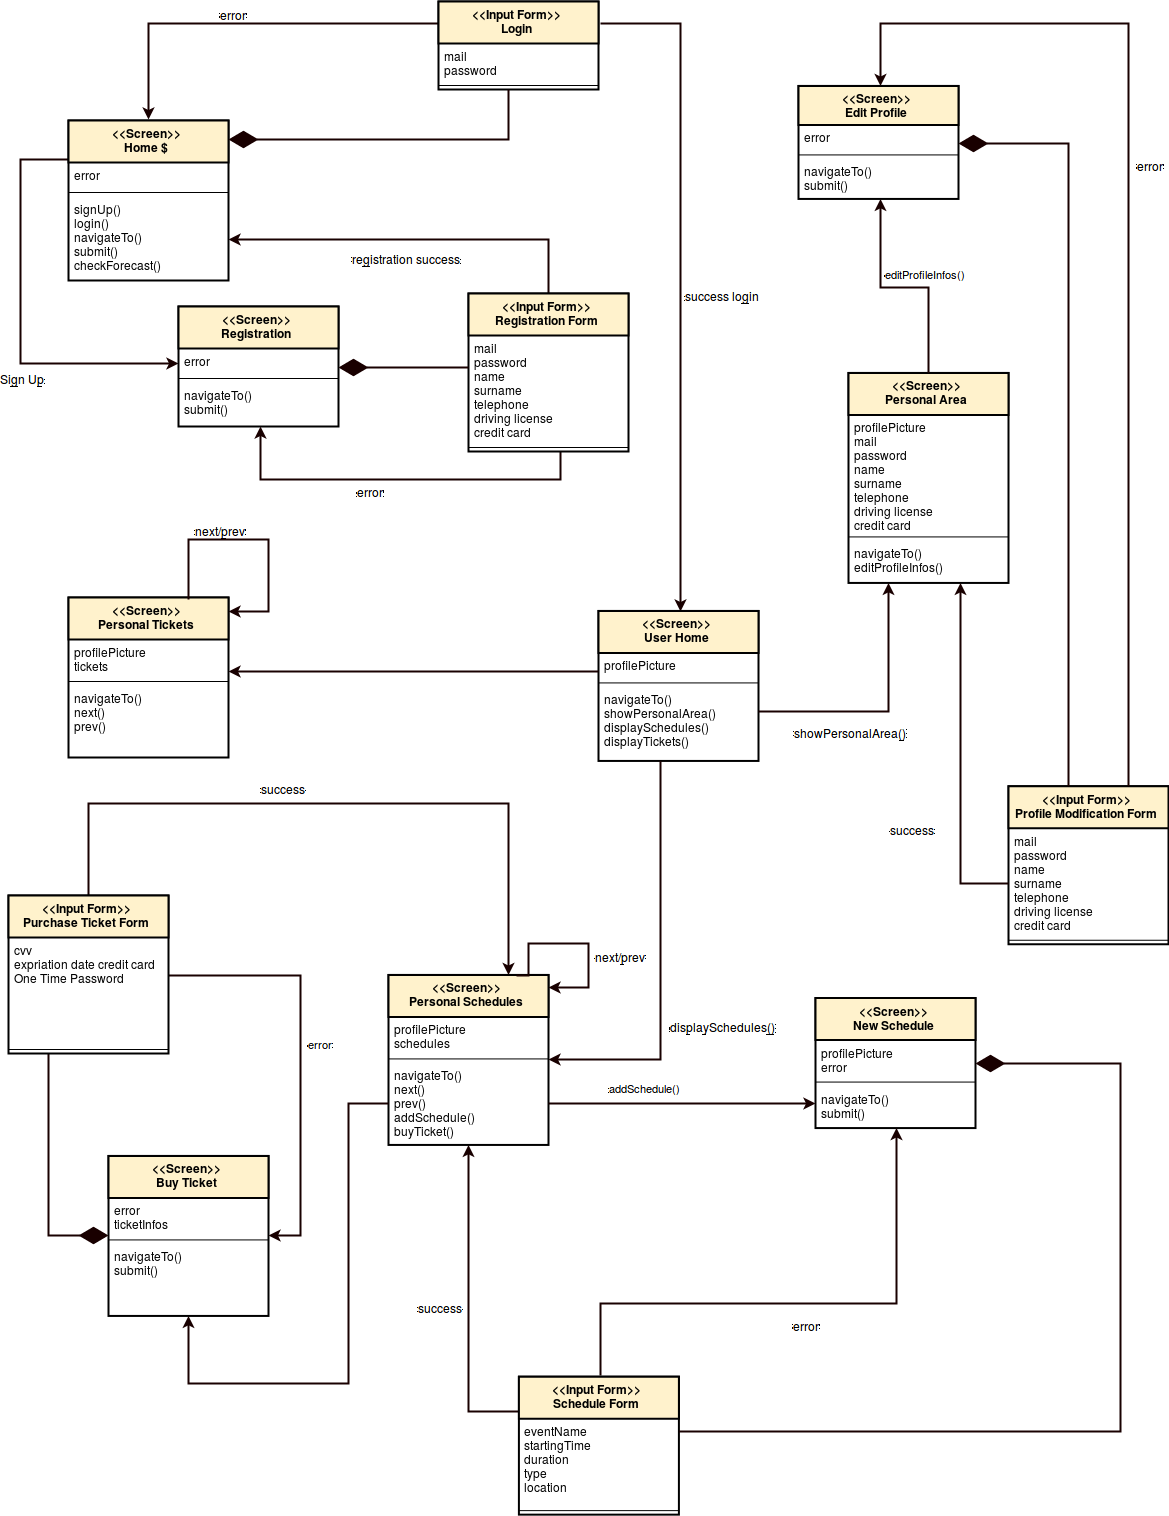 :error:
<<Input Form>>
Login
mail
password
<<Screen>>
Home $
error
signUp()
login()
navigateTo()
submit()
checkForecast()
<<Screen>>
Edit Profile
error
navigateTo()
submit()
:error:
:registration success:
:editProfileInfos()
:success login
<<Screen>>
Registration
error
navigateTo()
submit()
<<Input Form>>
Registration Form
mail
password
name
surname
telephone
driving license
credit card
Sign Up:
:error:
<<Screen>>
Personal Area
profilePicture
mail
password
name
surname
telephone
driving license
credit card
navigateTo()
editProfileInfos()
:next/prev:
<<Screen>>
Personal Tickets
profilePicture
tickets
navigateTo()
next()
prev()
<<Screen>>
User Home
profilePicture
navigateTo()
showPersonalArea()
displaySchedules()
displayTickets()
:showPersonalArea():
:success:
:success:
<<Input Form>>
Profile Modification Form
mail
password
name
surname
telephone
driving license
credit card
<<Input Form>>
Purchase Ticket Form
cvv
expriation date credit card
One Time Password
:error:
:next/prev:
<<Screen>>
Personal Schedules
profilePicture
schedules
navigateTo()
next()
prev()
addSchedule()
buyTicket()
:displaySchedules():
:addSchedule()
<<Screen>>
New Schedule
profilePicture
error
navigateTo()
submit()
<<Screen>>
Buy Ticket
error
ticketInfos
navigateTo()
submit()
:success:
:error:
<<Input Form>>
Schedule Form
eventName
startingTime
duration
type
location